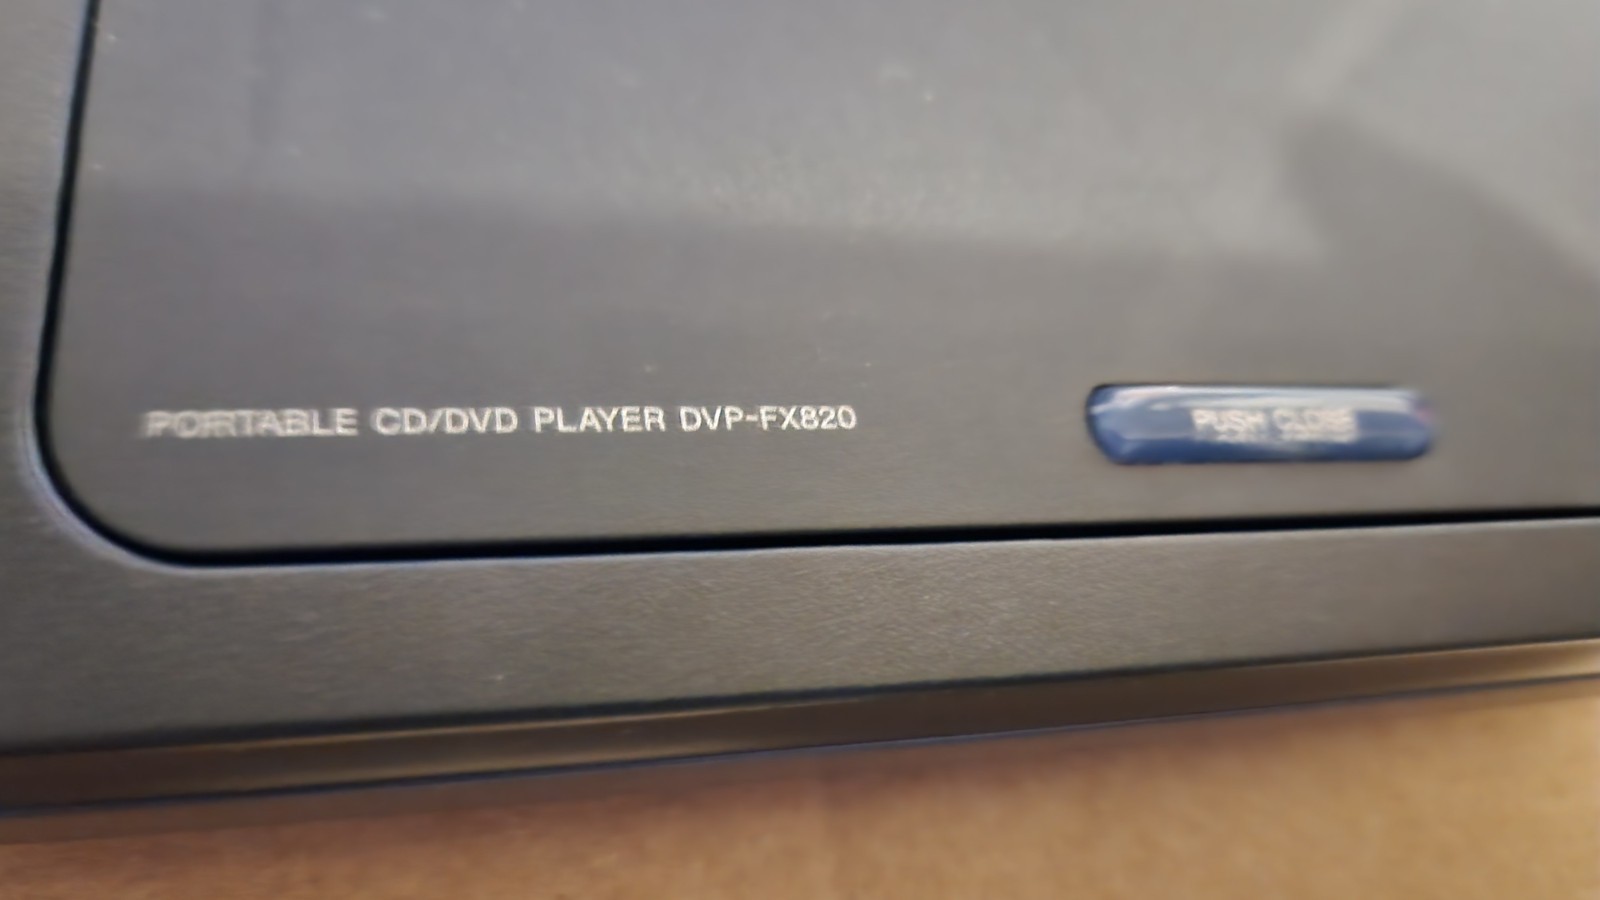 PORTABLE CD/DVD PLAYER DVP-FX820
PUSH CLOSE